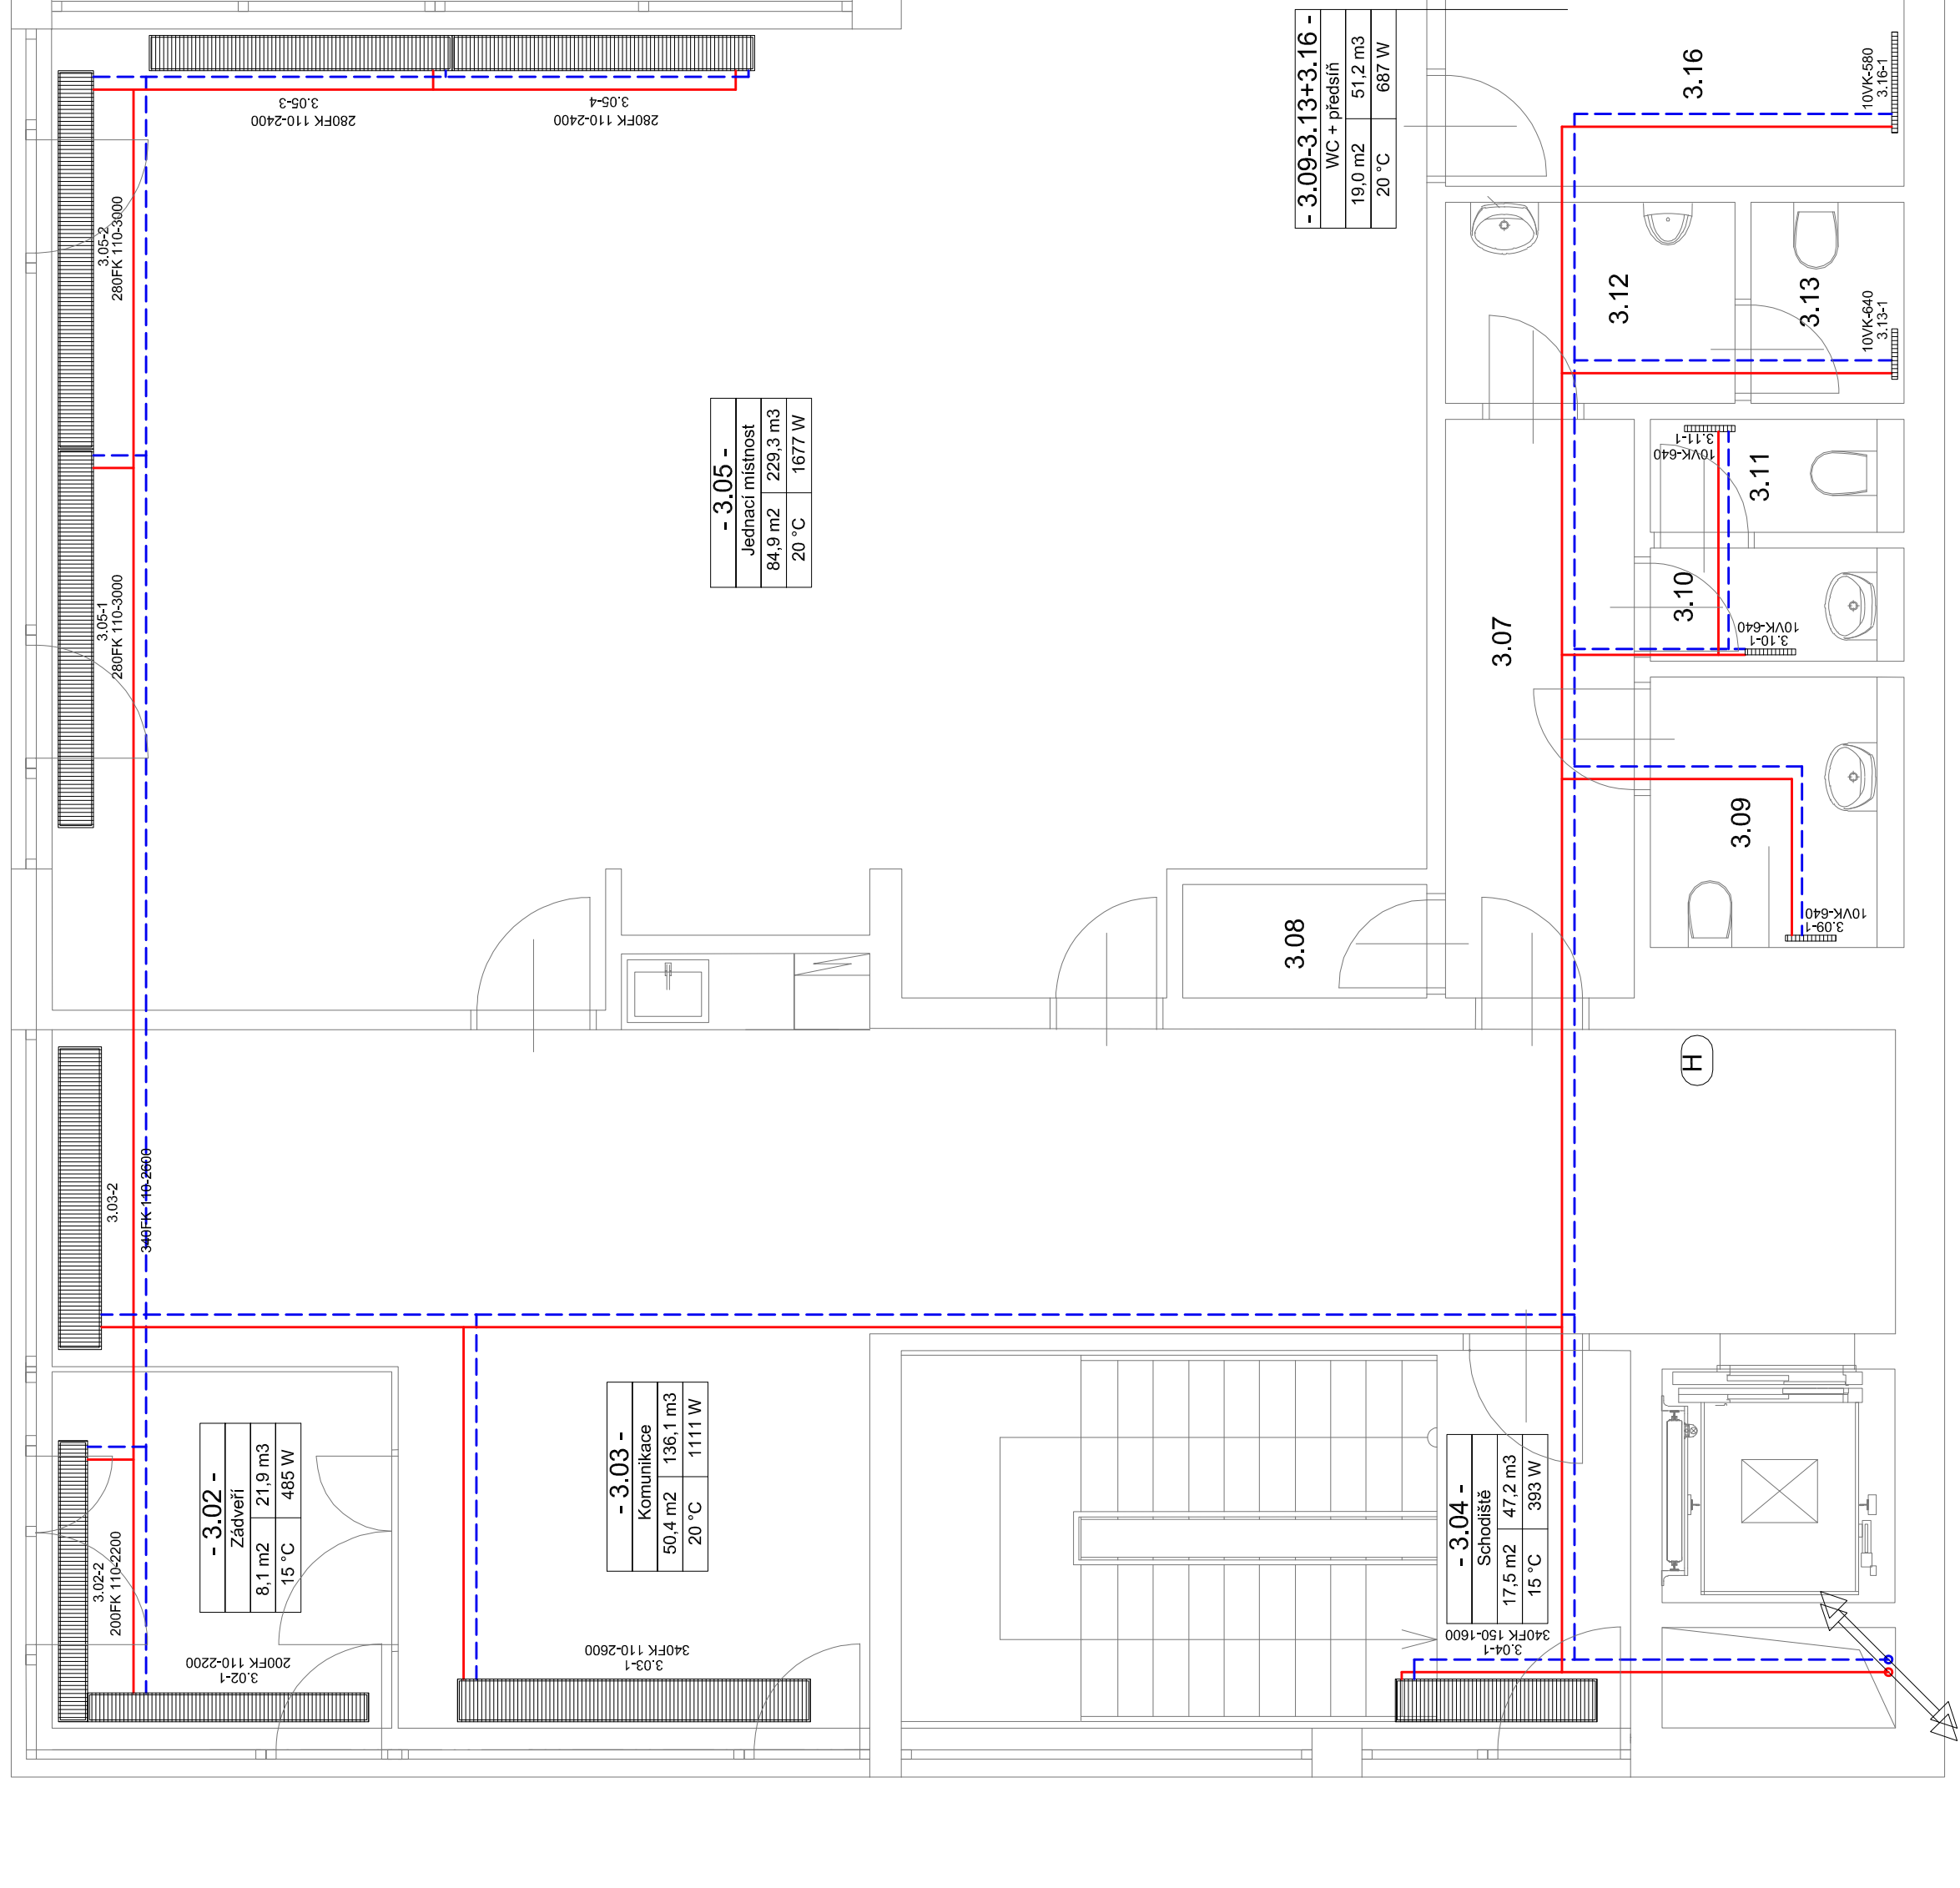 3.05-3
280FK 110-2400
3.05-4
280FK 110-2400
3.05-2
280FK 110-3000
3.05-1
280FK 110-3000
- 3.05 -
Jednací místnost
84,9 m2 229,3 m3
20 °C 1677 W
- 3.09-3.13+3.16 -
WC + předsíň
19,0 m2 51,2 m3
20 °C 687 W
3.16
10VK-580
3.16-1
3.12
3.13
10VK-640
3.13-1
3.11-1
10VK-640
3.11
3.10
3.10-1
10VK-640
3.07
3.09
3.09-1
10VK-640
3.08
H
3.03-2
340FK 110-2600
- 3.02 -
Zádveří
8,1 m2 21,9 m3
15 °C 485 W
3.02-2
200FK 110-2200
3.02-1
200FK 110-2200
- 3.03 -
Komunikace
50,4 m2 136,1 m3
20 °C 1111 W
3.03-1
340FK 110-2600
- 3.04 -
Schodiště
17,5 m2 47,2 m3
15 °C 393 W
3.04-1
340FK 150-1600